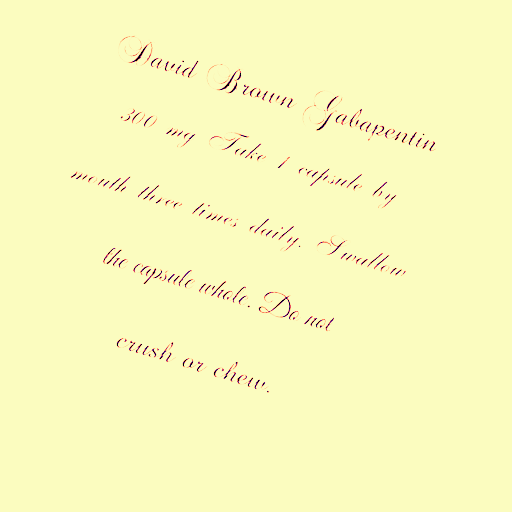 David Brown Gabapentin
300 mg Take 1 capsule by
mouth three times daily. Swallow
the capsule whole. Do not
crush or chew.